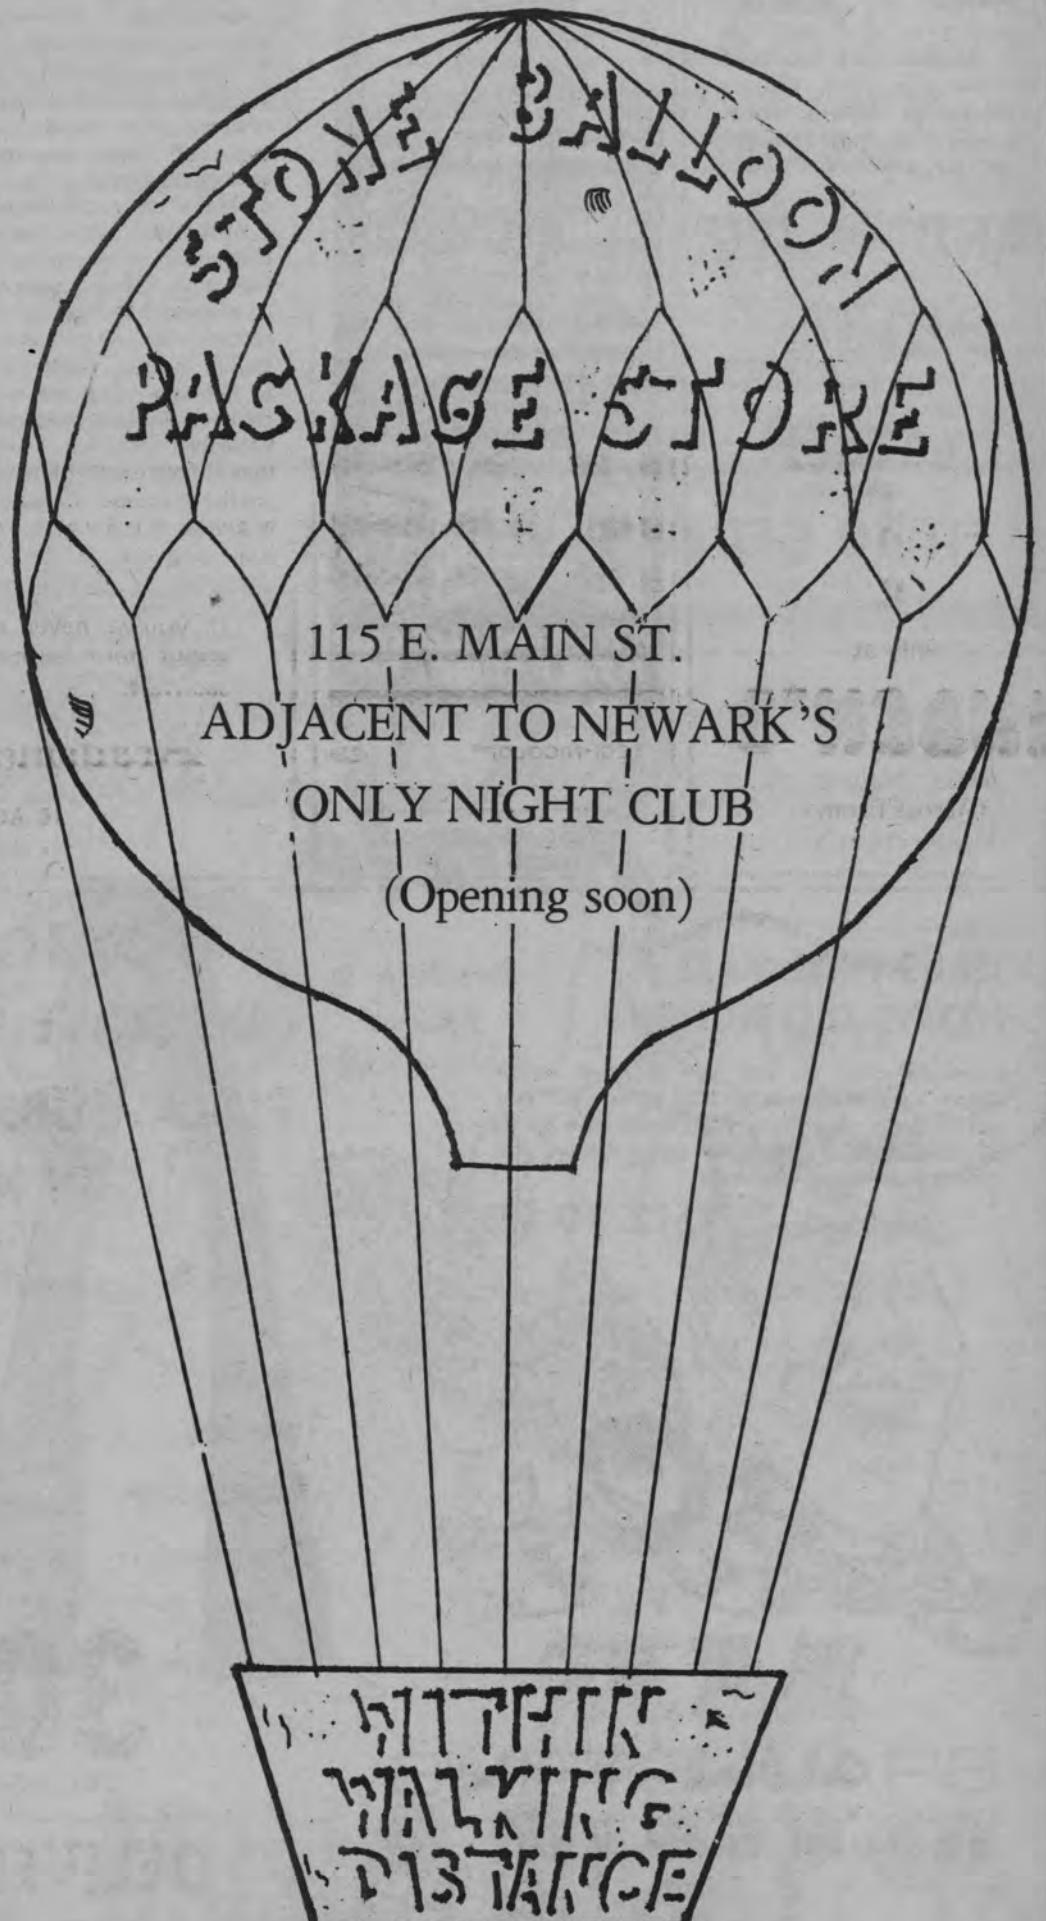 STONE BALLOON
PACKAGE STORE
115 E. MAIN ST.
ADJACENT TO NEWARK'S
ONLY NIGHT CLUB
(Opening soon)
WITHIN
WALKING
DISTANCE